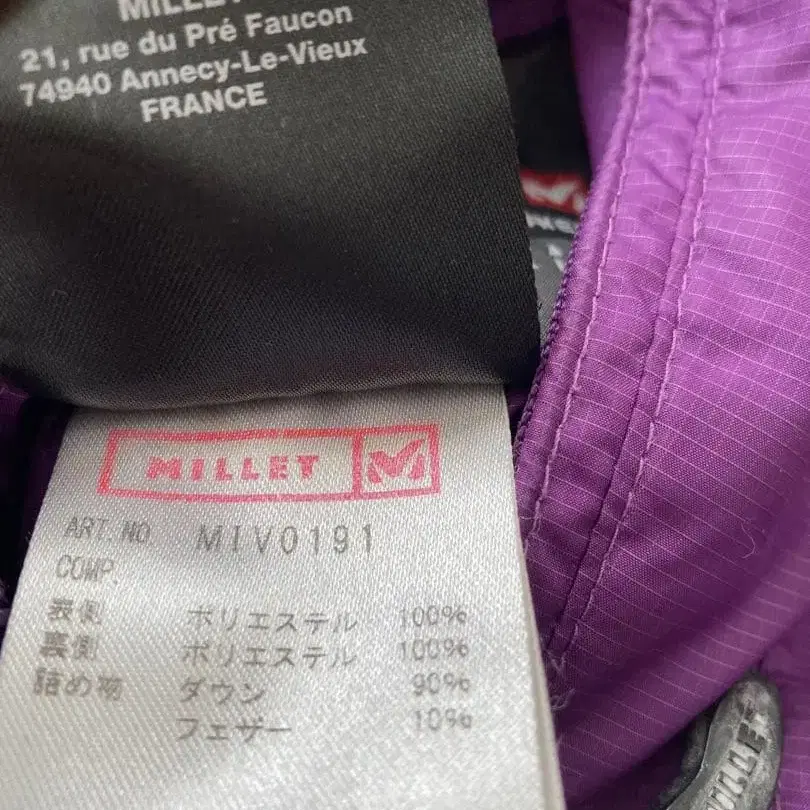 MILLET
21, rue du Pré Faucon
74940 Annecy-Le-Vieux
FRANCE
MILLET
ART. NO MIV0191
COMP.
表側 ポリエステル 100%
裏側 ポリエステル 100%
詰め物 ダウン 90%
フェザー 10%
MILLET